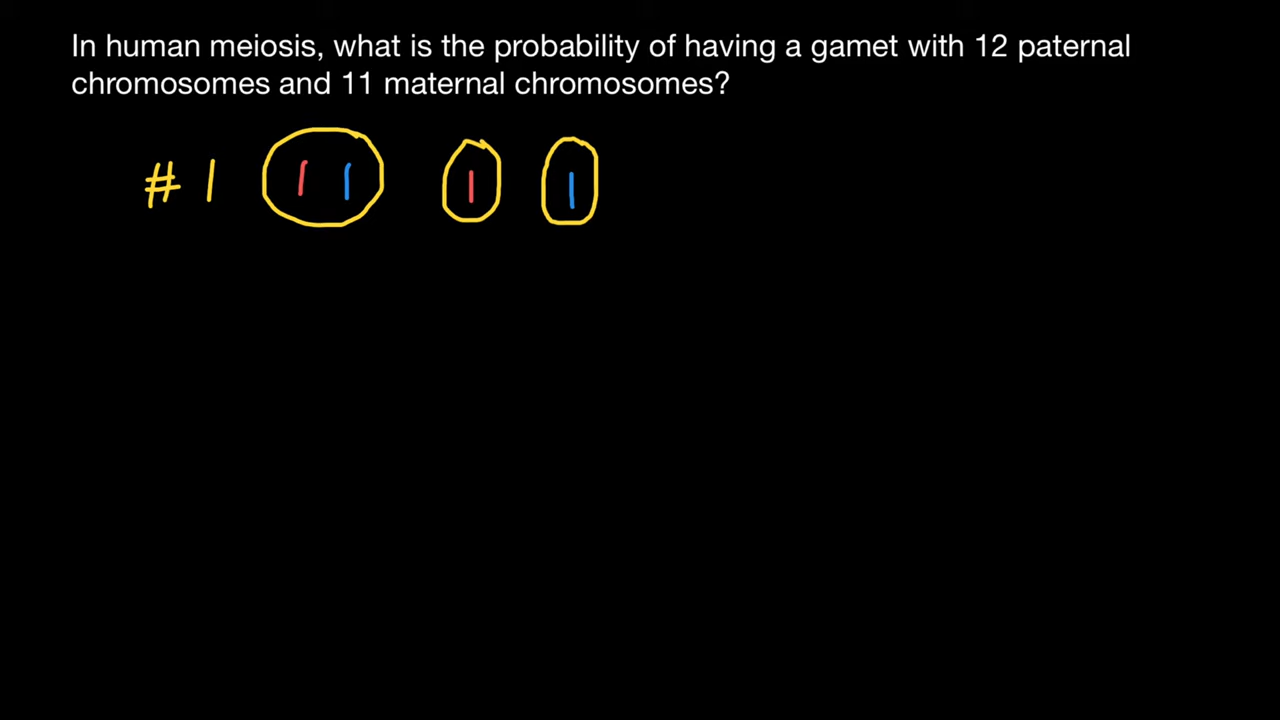 In human meiosis, what is the probability of having a gamet with 12 paternal
chromosomes and 11 maternal chromosomes?
# 1